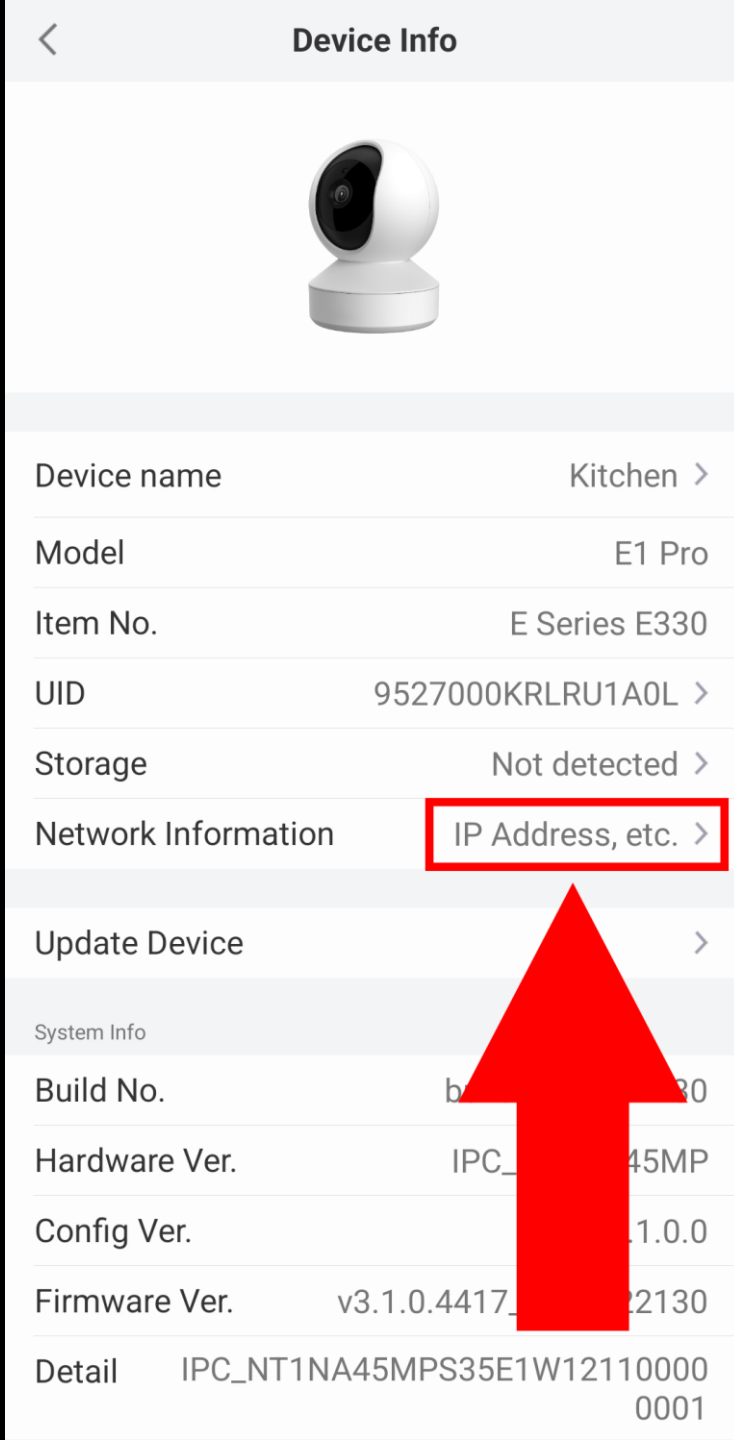 Device Info
Device name Kitchen
Model E1 Pro
Item No. E Series E330
UID 9527000KRLRU1A0L
Storage Not detected
Network Information IP Address, etc.
Update Device
System Info
Build No.
Hardware Ver.
Config Ver.
Firmware Ver.
Detail IPC_NT1NA45MPS35E1W12110000
0001